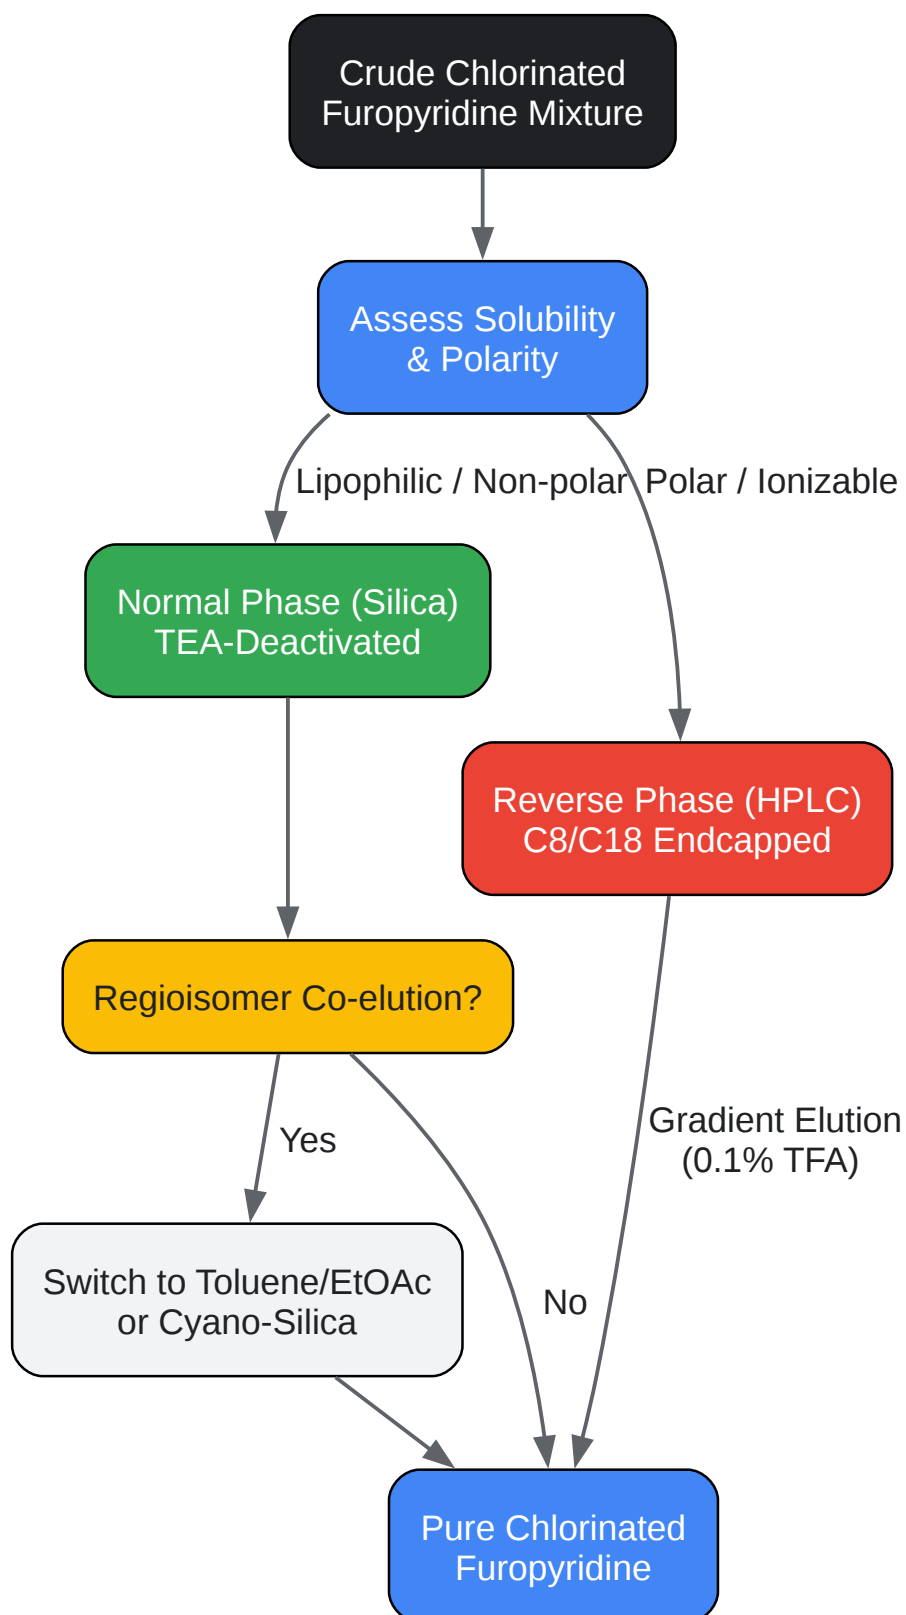 Crude Chlorinated
Furopyridine Mixture
Assess Solubility
& Polarity
Lipophilic / Non-polar
Polar / Ionizable
Normal Phase (Silica)
TEA-Deactivated
Reverse Phase (HPLC)
C8/C18 Endcapped
Regioisomer Co-elution?
Gradient Elution
(0.1% TFA)
Yes
Switch to Toluene/EtOAc
or Cyano-Silica
No
Pure Chlorinated
Furopyridine